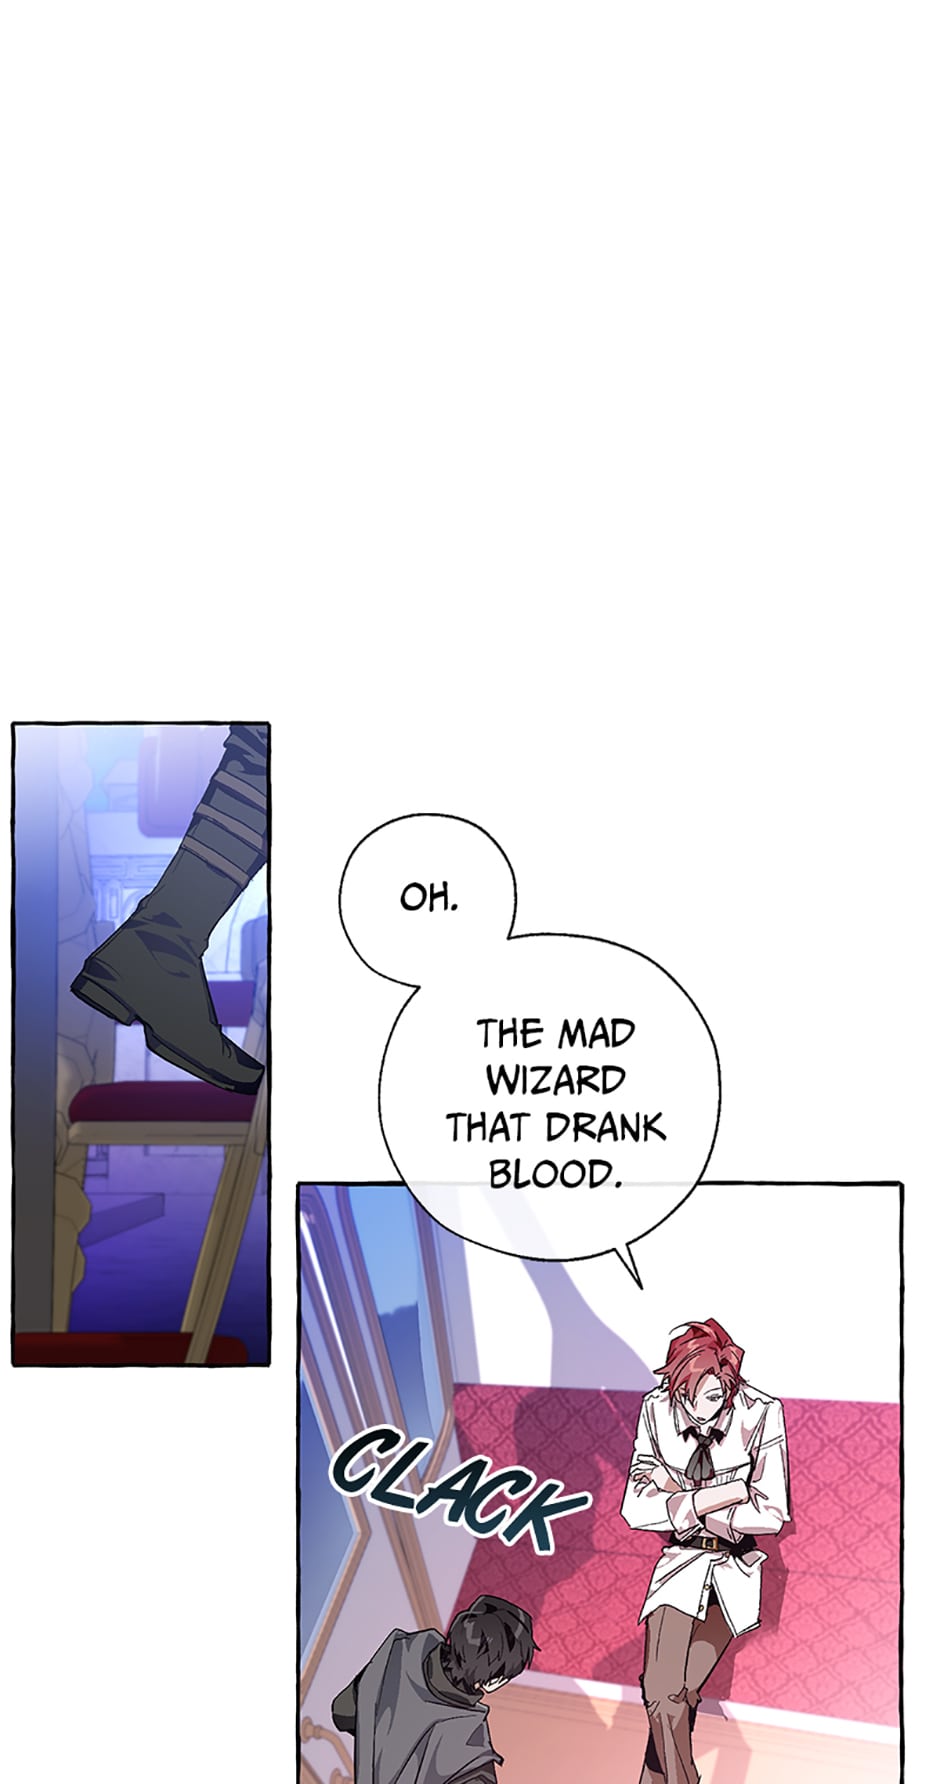 OH.
THE MAD
WIZARD
THAT DRANK
BLOOD.
CLACK